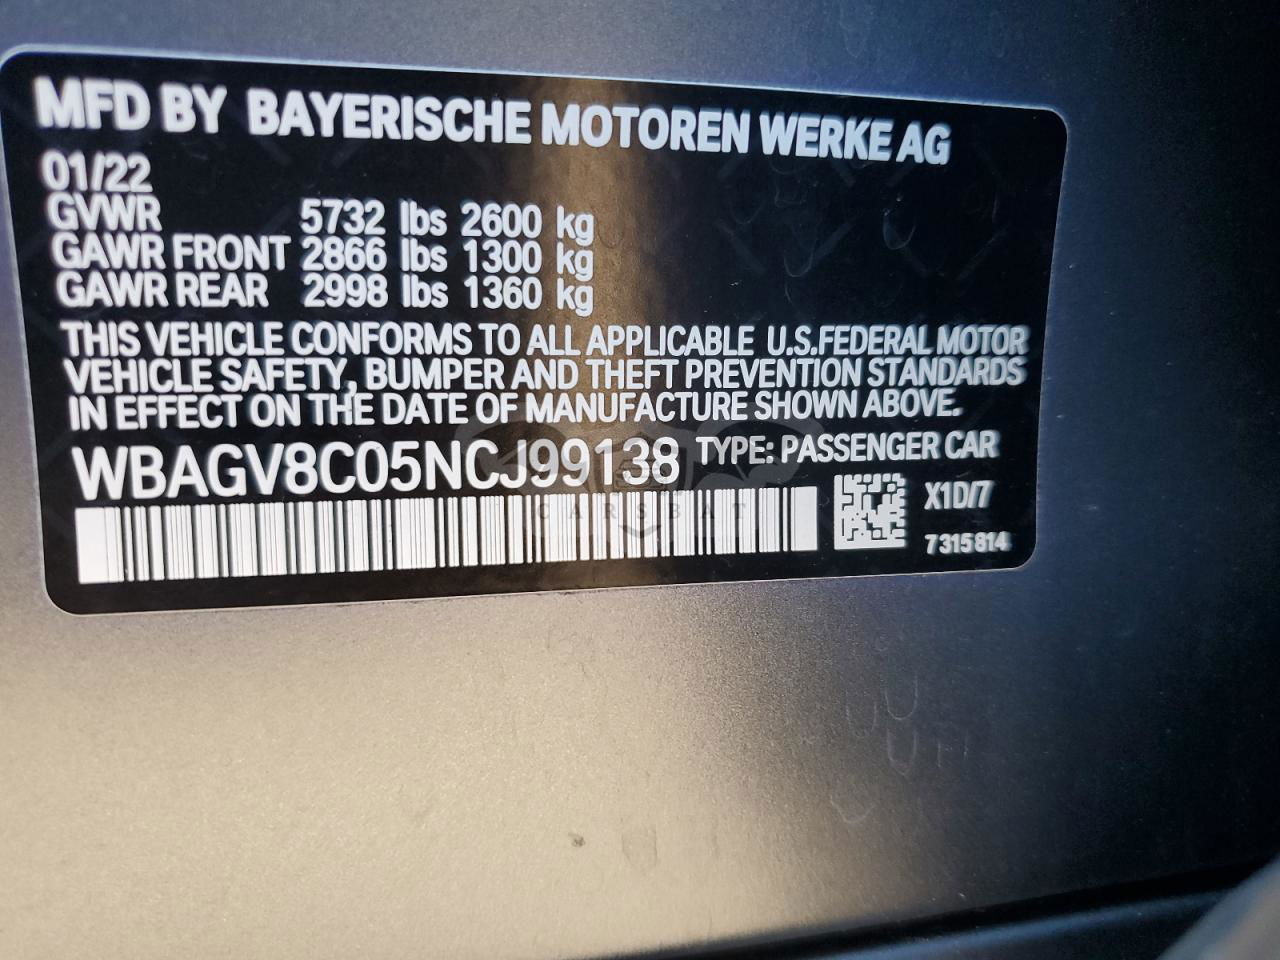 MFD BY BAYERISCHE MOTOREN WERKE AG
01/22
GVWR 5732 lbs 2600 kg
GAWR FRONT 2866 lbs 1300 kg
GAWR REAR 2998 lbs 1360 kg
THIS VEHICLE CONFORMS TO ALL APPLICABLE U.S.FEDERAL MOTOR
VEHICLE SAFETY, BUMPER AND THEFT PREVENTION STANDARDS
IN EFFECT ON THE DATE OF MANUFACTURE SHOWN ABOVE.
WBAGV8C05NCJ99138 TYPE: PASSENGER CAR
CARSBAT
X1D/7
7315814